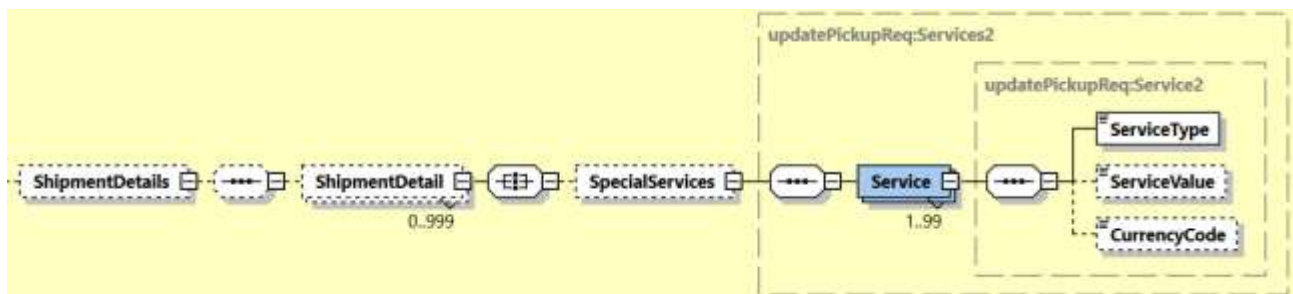 updatePickupReq:Services2
updatePickupReq:Service2
ServiceType
ShipmentDetails
ShipmentDetail
SpecialServices
Service
ServiceValue
0..999
1..99
CurrencyCode